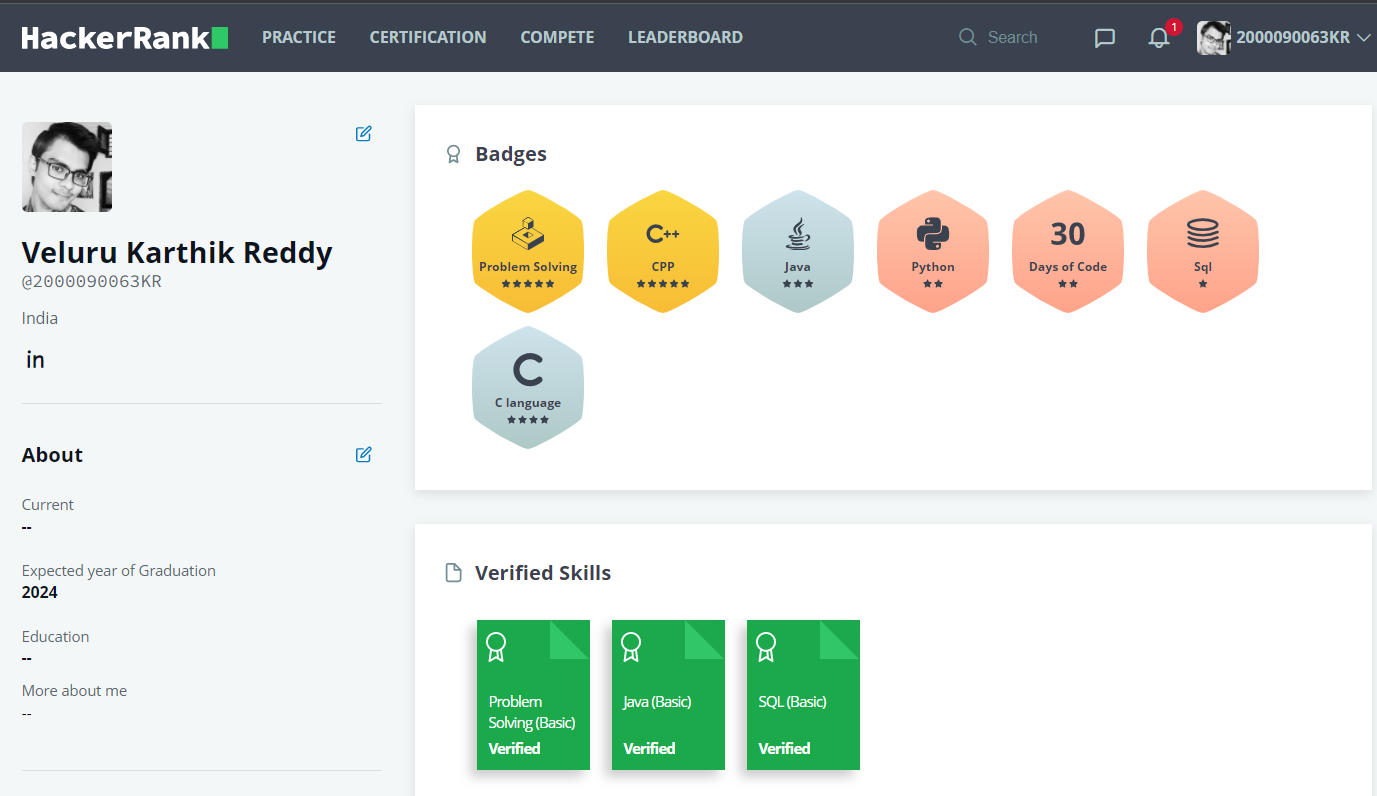 HackerRank PRACTICE CERTIFICATION COMPETE LEADERBOARD Search 1 2000090063KR
Veluru Karthik Reddy
@2000090063KR
India
in
About
Current
--
Expected year of Graduation
2024
Education
--
More about me
--
Badges
Problem Solving
C++
CPP
Java
Python
30
Days of Code
Sql
C
C language
Verified Skills
Problem
Solving (Basic)
Verified
Java (Basic)
Verified
SQL (Basic)
Verified